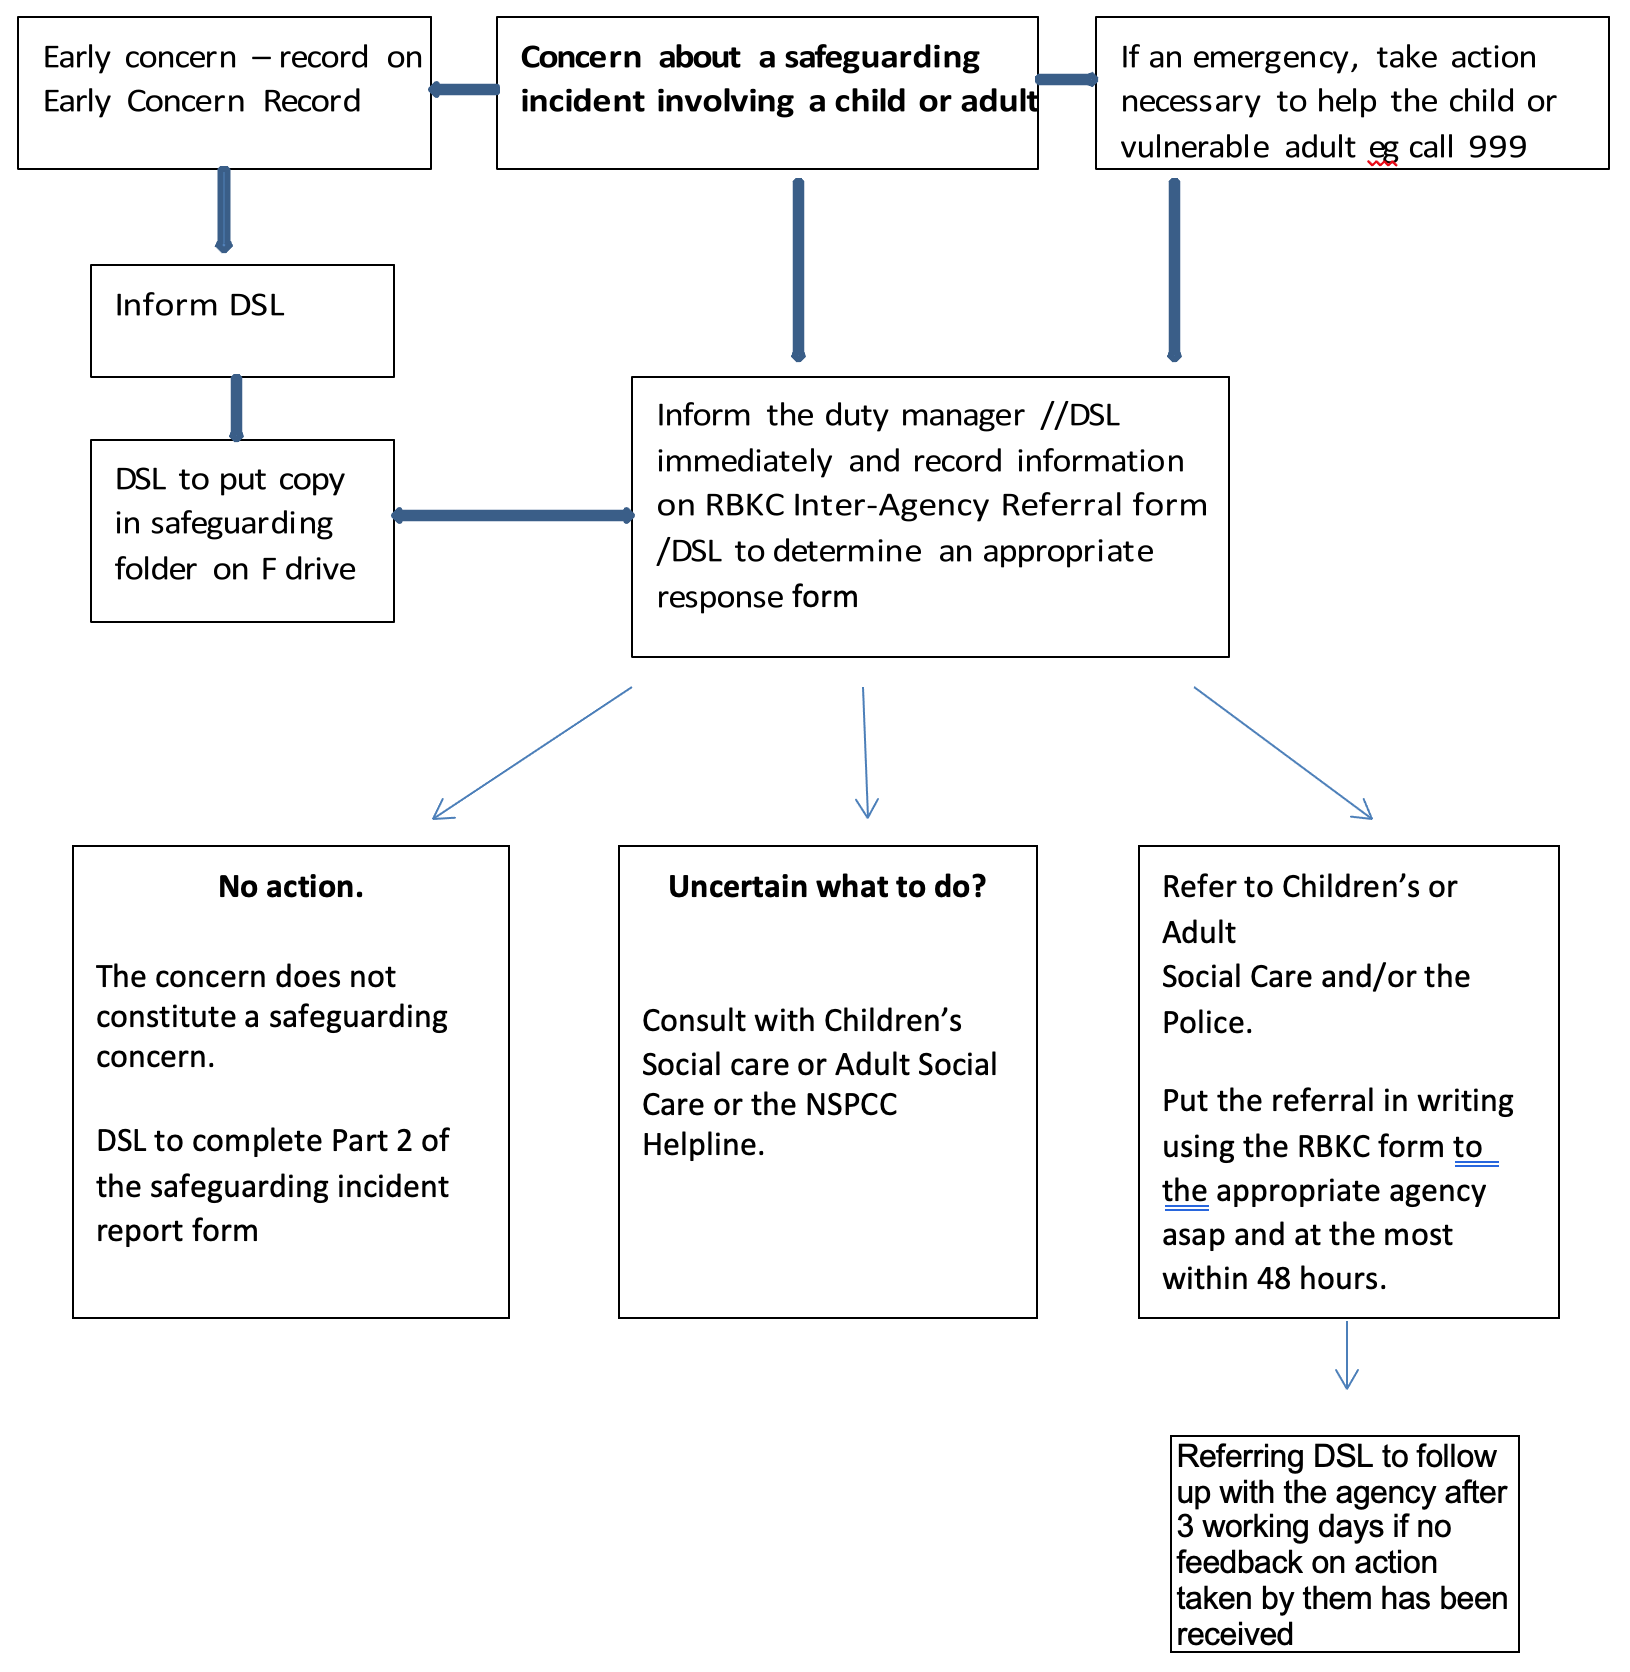 Early concern – record on
Early Concern Record
Concern about a safeguarding
incident involving a child or adult
If an emergency, take action
necessary to help the child or
vulnerable adult eg call 999
Inform DSL
DSL to put copy
in safeguarding
folder on F drive
Inform the duty manager //DSL
immediately and record information
on RBKC Inter-Agency Referral form
/DSL to determine an appropriate
response form
No action.
The concern does not
constitute a safeguarding
concern.
DSL to complete Part 2 of
the safeguarding incident
report form
Uncertain what to do?
Consult with Children’s
Social care or Adult Social
Care or the NSPCC
Helpline.
Refer to Children’s or
Adult
Social Care and/or the
Police.
Put the referral in writing
using the RBKC form to
the appropriate agency
asap and at the most
within 48 hours.
Referring DSL to follow
up with the agency after
3 working days if no
feedback on action
taken by them has been
received